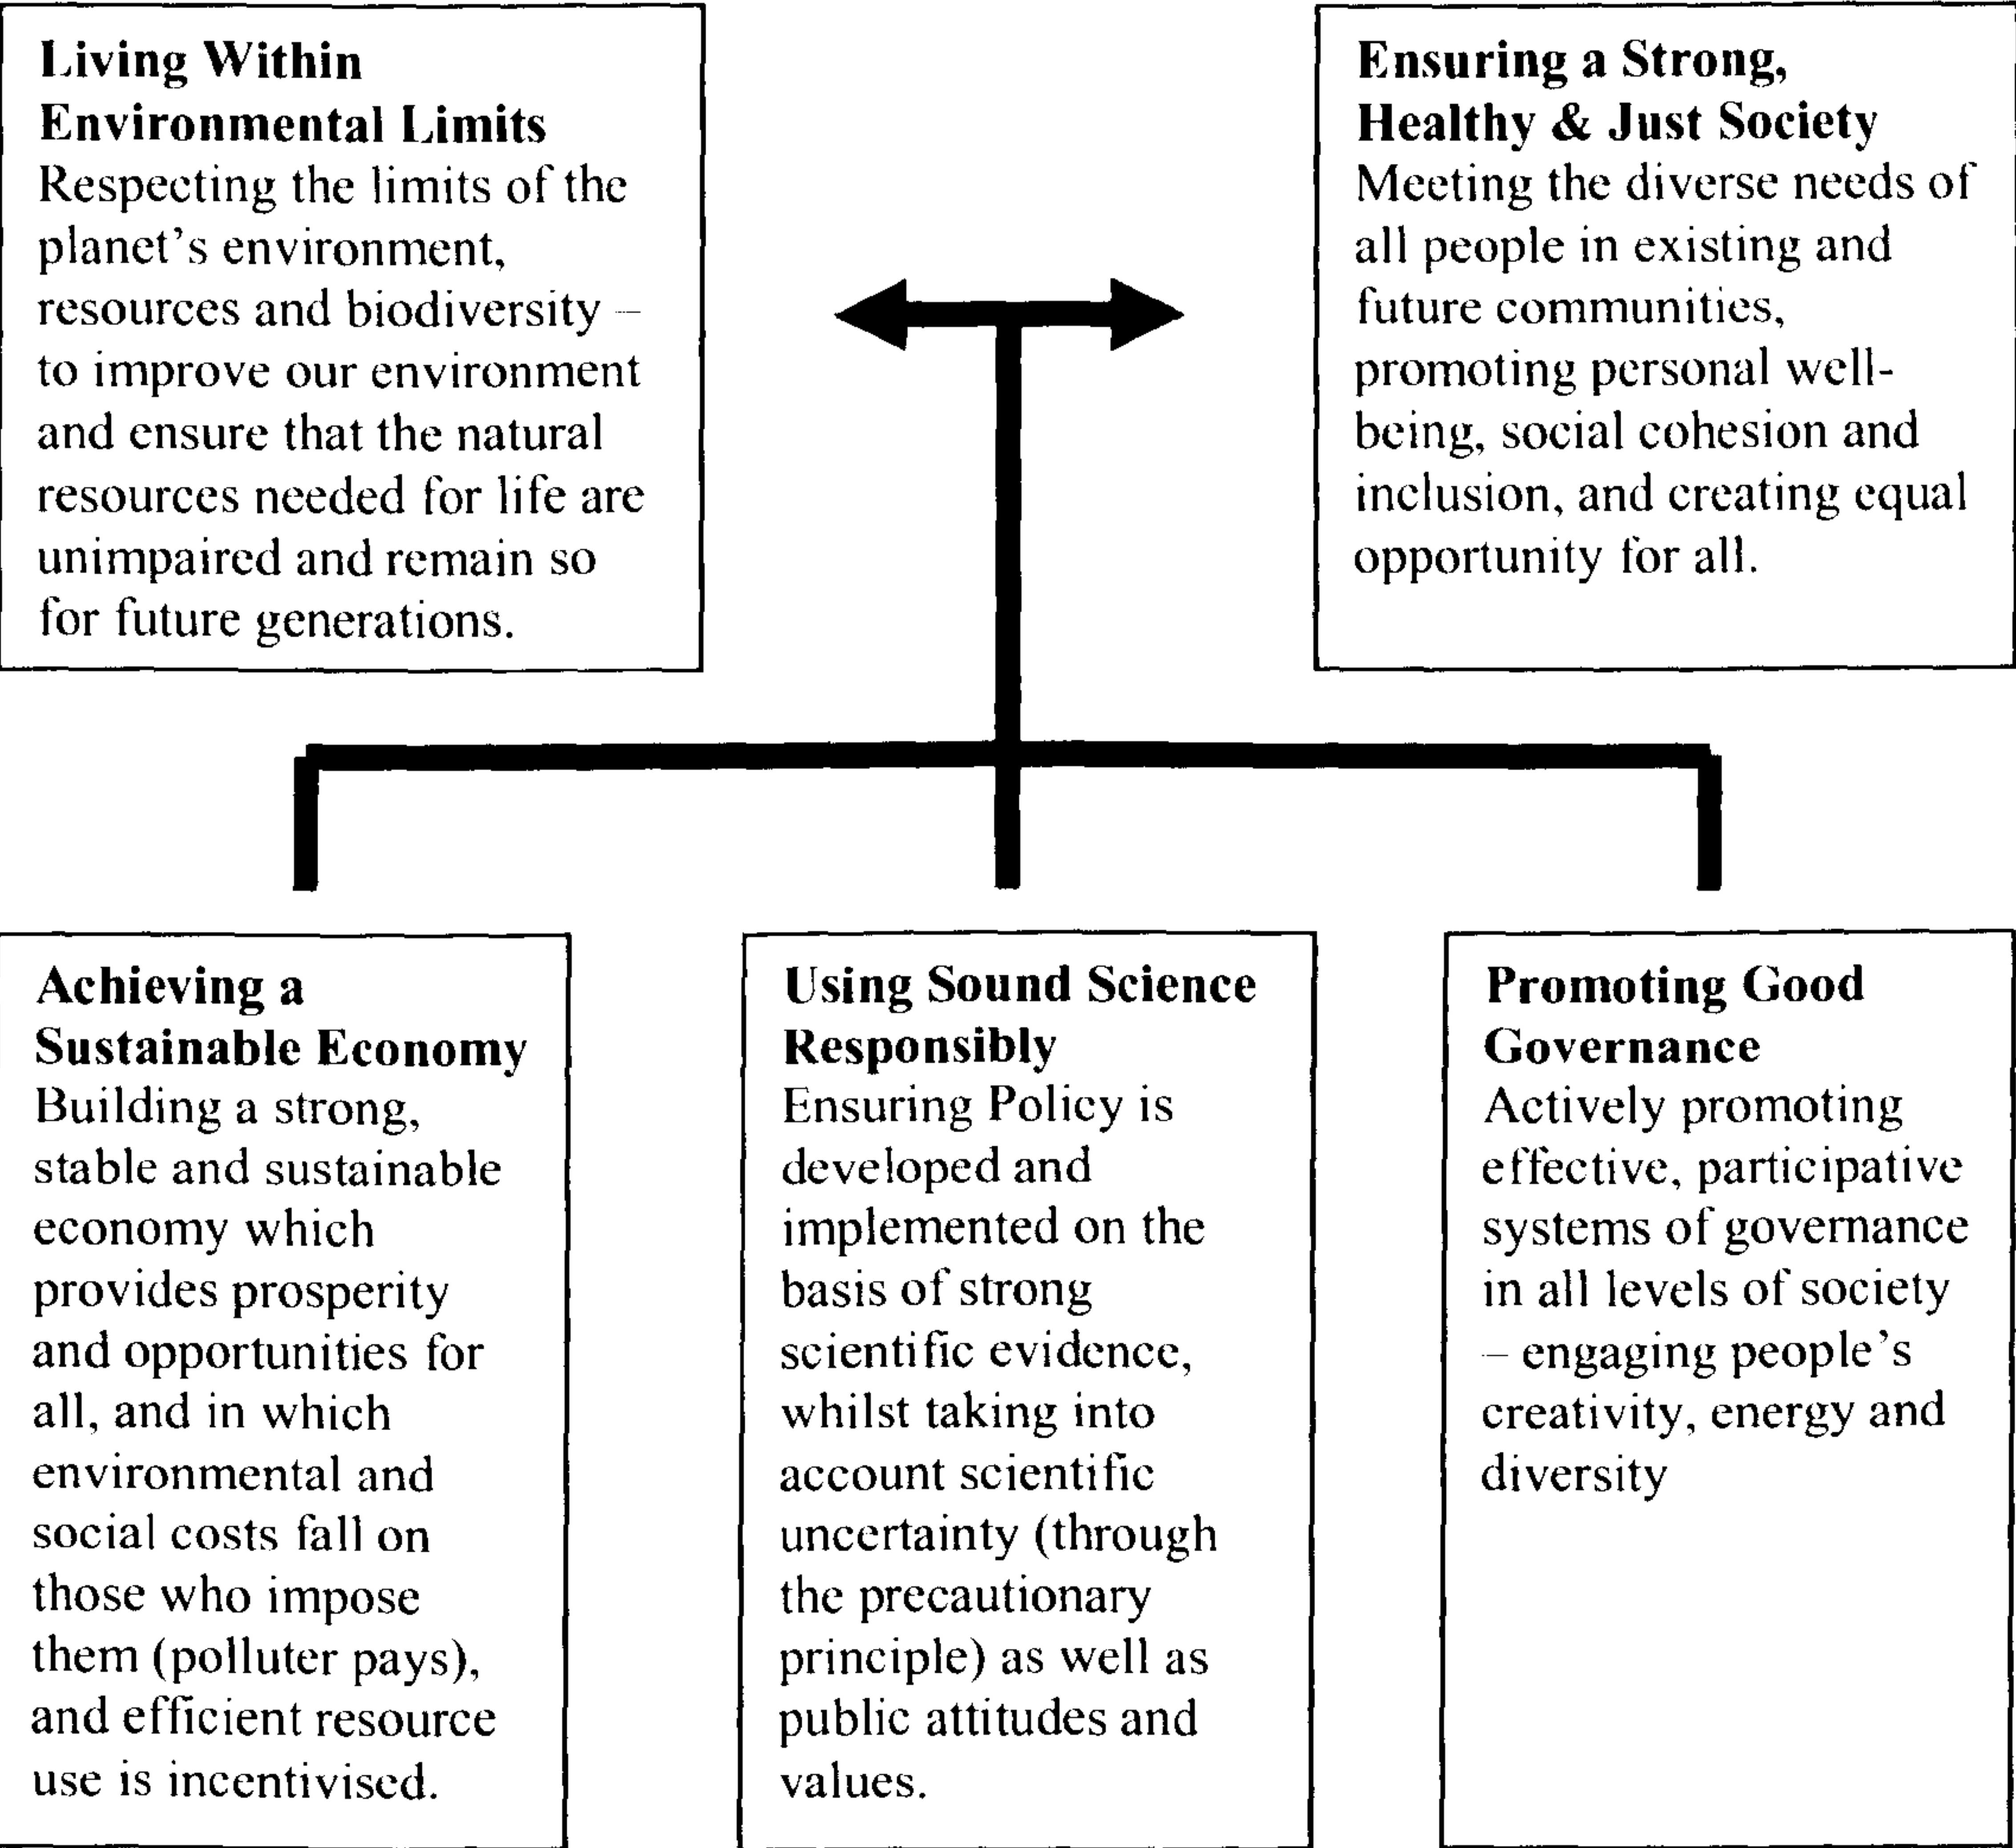 Living Within
Environmental Limits
Respecting the limits of the
planet's environment,
resources and biodiversity –
to improve our environment
and ensure that the natural
resources needed for life are
unimpaired and remain so
for future generations.
Ensuring a Strong,
Healthy & Just Society
Meeting the diverse needs of
all people in existing and
future communities,
promoting personal well-
being, social cohesion and
inclusion, and creating equal
opportunity for all.
Achieving a
Sustainable Economy
Building a strong,
stable and sustainable
economy which
provides prosperity
and opportunities for
all, and in which
environmental and
social costs fall on
those who impose
them (polluter pays),
and efficient resource
use is incentivised.
Using Sound Science
Responsibly
Ensuring Policy is
developed and
implemented on the
basis of strong
scientific evidence,
whilst taking into
account scientific
uncertainty (through
the precautionary
principle) as well as
public attitudes and
values.
Promoting Good
Governance
Actively promoting
effective, participative
systems of governance
in all levels of society
– engaging people's
creativity, energy and
diversity